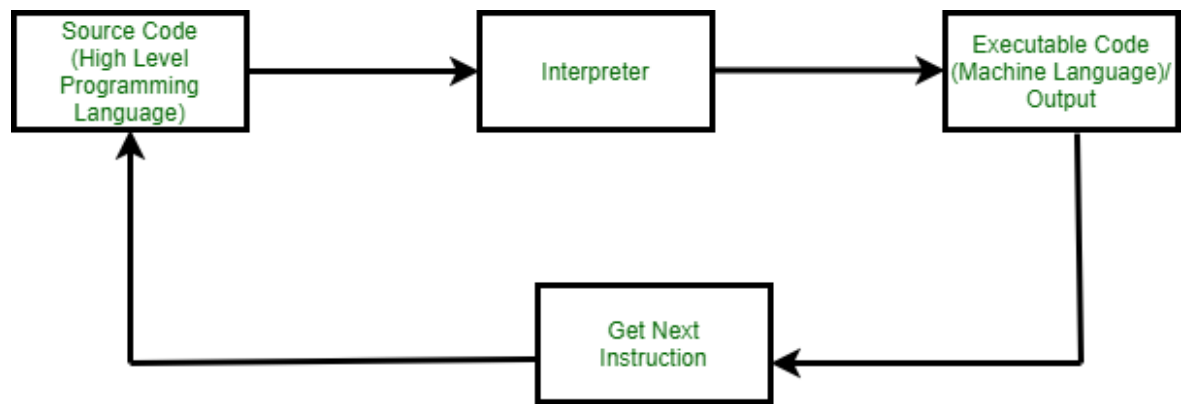 Source Code
(High Level
Programming
Language)
Interpreter
Executable Code
(Machine Language)/
Output
Get Next
Instruction